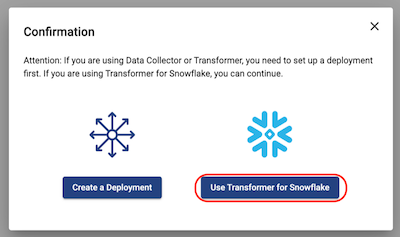 Confirmation
Attention: If you are using Data Collector or Transformer, you need to set up a deployment
first. If you are using Transformer for Snowflake, you can continue.
Create a Deployment
Use Transformer for Snowflake